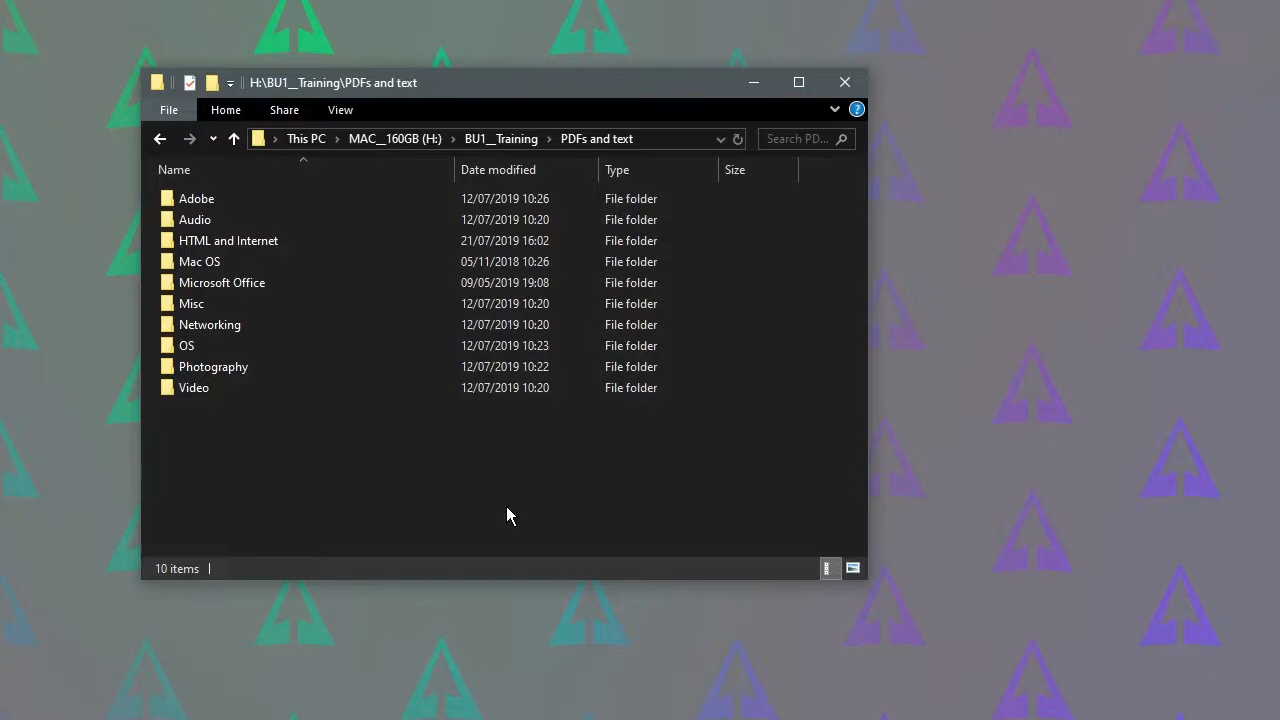 H:\BU1__Training\PDFs and text
File Home Share View
This PC MAC__160GB (H:) BU1__Training PDFs and text Search PD...
Name Date modified Type Size
Adobe 12/07/2019 10:26 File folder
Audio 12/07/2019 10:20 File folder
HTML and Internet 21/07/2019 16:02 File folder
Mac OS 05/11/2018 10:26 File folder
Microsoft Office 09/05/2019 19:08 File folder
Misc 12/07/2019 10:20 File folder
Networking 12/07/2019 10:20 File folder
OS 12/07/2019 10:23 File folder
Photography 12/07/2019 10:22 File folder
Video 12/07/2019 10:20 File folder
10 items